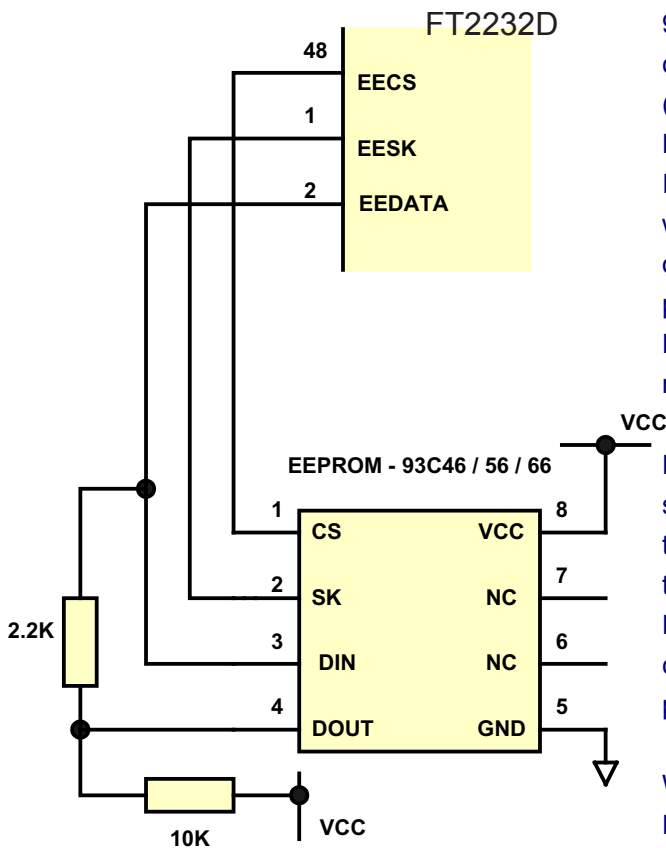 FT2232D
48
EECS
1
EESK
2
EEDATA
VCC
EEPROM - 93C46 / 56 / 66
1
CS
VCC
8
2
SK
NC
7
2.2K
3
DIN
NC
6
4
DOUT
GND
5
10K
VCC